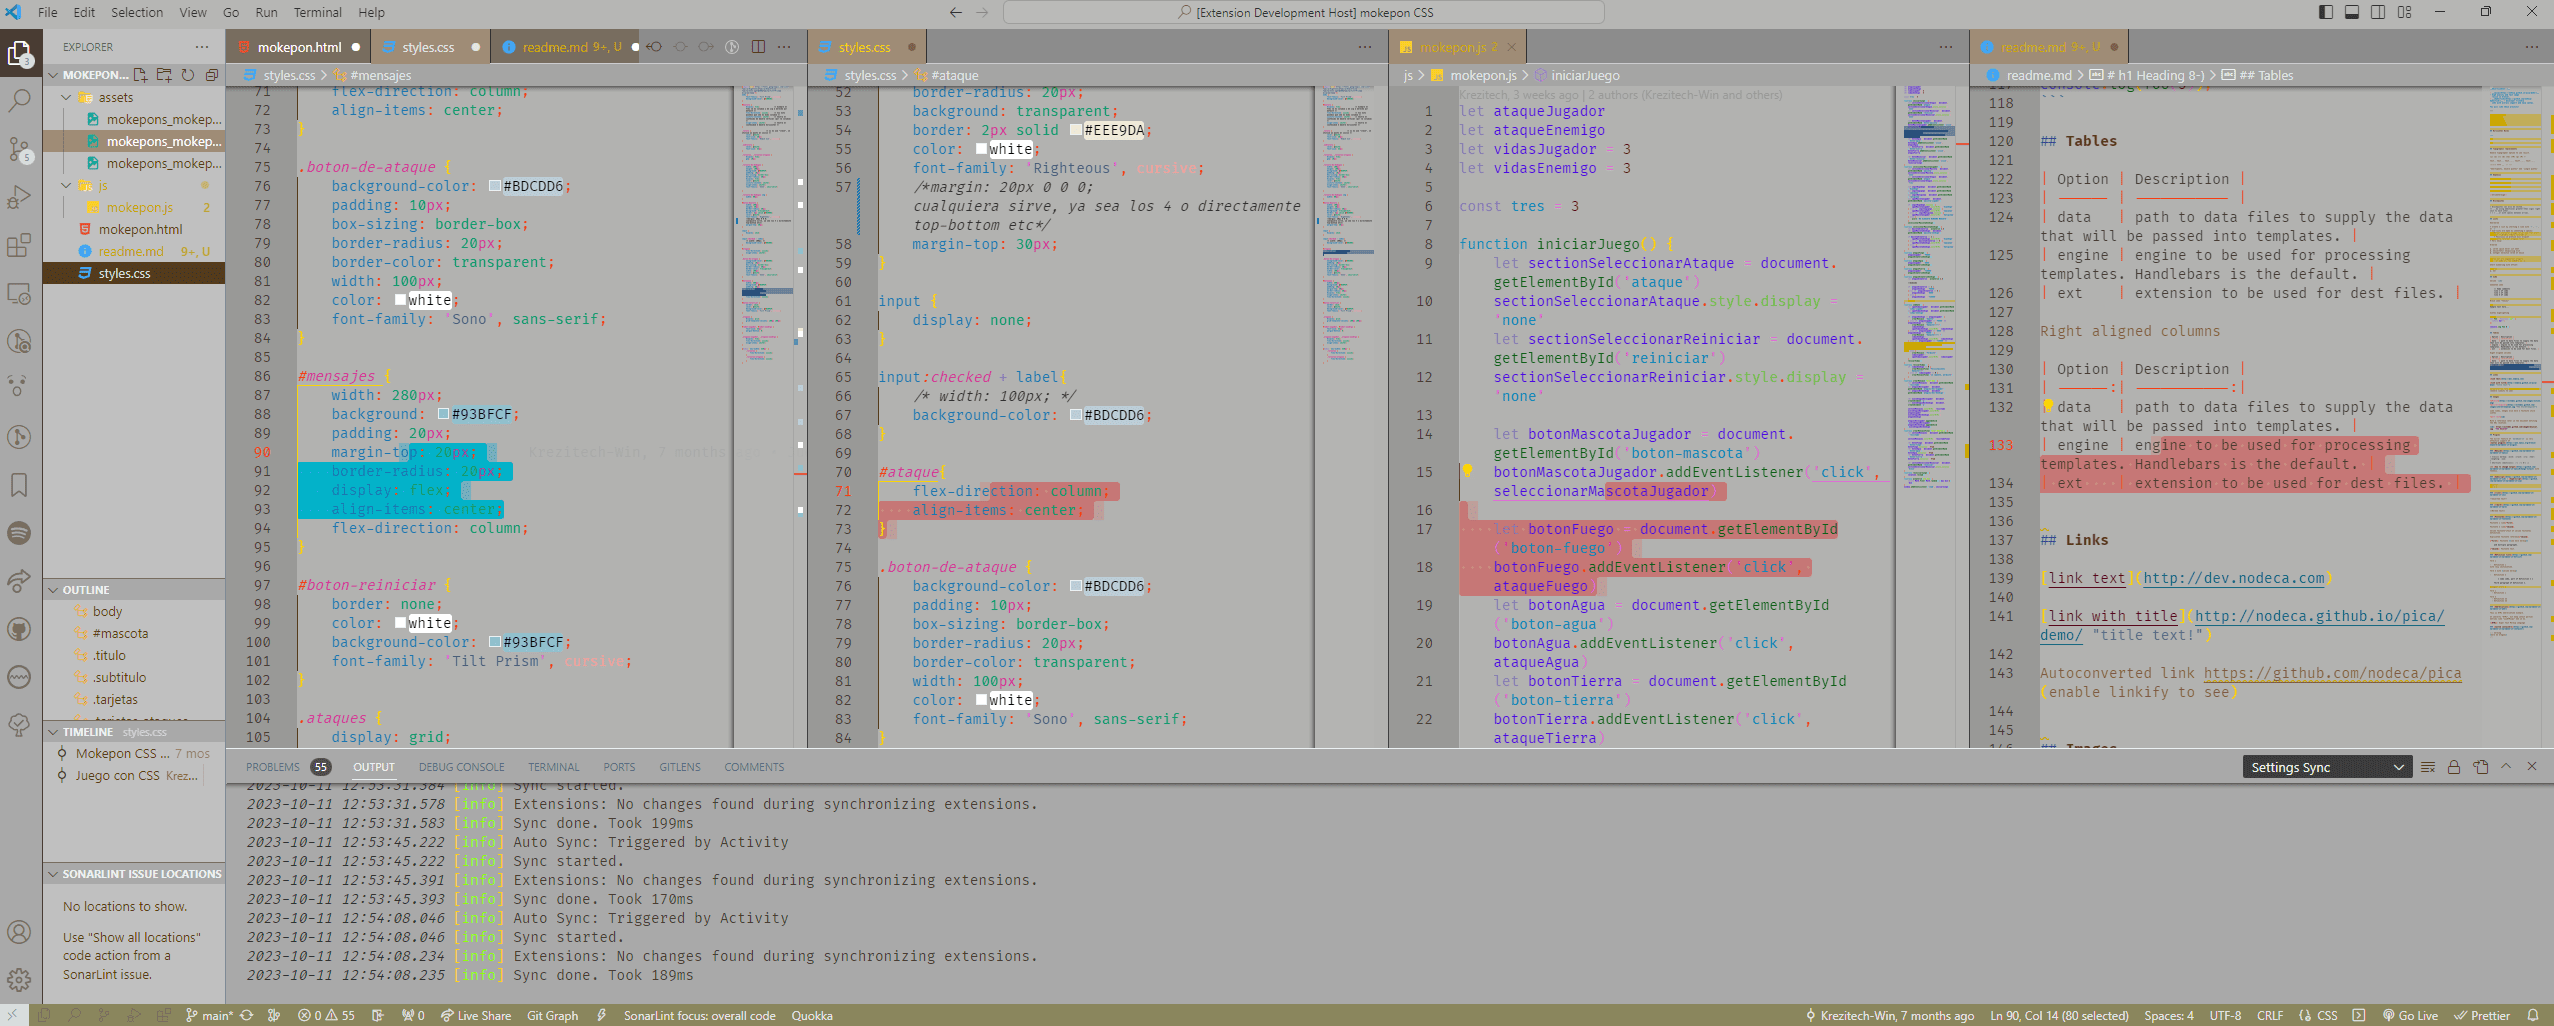 File Edit Selection View Go Run Terminal Help
[Extension Development Host] mokepon CSS
EXPLORER
MOKEPON...
assets
mokepons_mokep...
mokepons_mokep...
mokepons_mokep...
js
mokepon.js 2
mokepon.html
readme.md 9+, U
styles.css
OUTLINE
body
#mascota
.titulo
.subtitulo
.tarjetas
TIMELINE styles.css
Mokepon CSS ... 7 mos
Juego con CSS Krez...
SONARLINT ISSUE LOCATIONS
No locations to show.
Use "Show all locations"
code action from a
SonarLint issue.
3
5
mokepon.html
styles.css
readme.md 9+, U
styles.css > #mensajes
71 flex-direction: column;
72 align-items: center;
73 }
74
75 .boton-de-ataque {
76 background-color: #BDCDD6;
77 padding: 10px;
78 box-sizing: border-box;
79 border-radius: 20px;
80 border-color: transparent;
81 width: 100px;
82 color: white;
83 font-family: 'Sono', sans-serif;
84 }
85
86 #mensajes {
87 width: 280px;
88 background: #93BFCF;
89 padding: 20px;
90 margin-top: 20px; Krezitech-Win, 7 months ago
91 border-radius: 20px;
92 display: flex;
93 align-items: center;
94 flex-direction: column;
95 }
96
97 #boton-reiniciar {
98 border: none;
99 color: white;
100 background-color: #93BFCF;
101 font-family: 'Tilt Prism', cursive;
102 }
103
104 .ataques {
105 display: grid;
styles.css
styles.css > #ataque
52 border-radius: 20px;
53 background: transparent;
54 border: 2px solid #EEE9DA;
55 color: white;
56 font-family: 'Righteous', cursive;
57 /*margin: 20px 0 0 0;
cualquiera sirve, ya sea los 4 o directamente
top-bottom etc*/
58 margin-top: 30px;
59 }
60
61 input {
62 display: none;
63 }
64
65 input:checked + label{
66 /* width: 100px; */
67 background-color: #BDCDD6;
68 }
69
70 #ataque{
71 flex-direction: column;
72 align-items: center;
73 }
74
75 .boton-de-ataque {
76 background-color: #BDCDD6;
77 padding: 10px;
78 box-sizing: border-box;
79 border-radius: 20px;
80 border-color: transparent;
81 width: 100px;
82 color: white;
83 font-family: 'Sono', sans-serif;
84 }
mokepon.js 2
js > mokepon.js > iniciarJuego
Krezitech, 3 weeks ago | 2 authors (Krezitech-Win and others)
1 let ataqueJugador
2 let ataqueEnemigo
3 let vidasJugador = 3
4 let vidasEnemigo = 3
5
6 const tres = 3
7
8 function iniciarJuego() {
9 let sectionSeleccionarAtaque = document.
getElementById('ataque')
10 sectionSeleccionarAtaque.style.display =
'none'
11 let sectionSeleccionarReiniciar = document.
getElementById('reiniciar')
12 sectionSeleccionarReiniciar.style.display =
'none'
13
14 let botonMascotaJugador = document.
getElementById('boton-mascota')
15 botonMascotaJugador.addEventListener('click',
seleccionarMascotaJugador)
16
17 let botonFuego = document.getElementById
('boton-fuego')
18 botonFuego.addEventListener('click',
ataqueFuego)
19 let botonAgua = document.getElementById
('boton-agua')
20 botonAgua.addEventListener('click',
ataqueAgua)
21 let botonTierra = document.getElementById
('boton-tierra')
22 botonTierra.addEventListener('click',
ataqueTierra)
readme.md 9+, U
readme.md > # h1 Heading 8-) > ## Tables
118 ```
119
120 ## Tables
121
122 | Option | Description |
123 | ------ | ----------- |
124 | data | path to data files to supply the data
that will be passed into templates. |
125 | engine | engine to be used for processing
templates. Handlebars is the default. |
126 | ext | extension to be used for dest files. |
127
128 Right aligned columns
129
130 | Option | Description |
131 | ------:| -----------:|
132 | data | path to data files to supply the data
that will be passed into templates. |
133 | engine | engine to be used for processing
templates. Handlebars is the default. |
134 | ext | extension to be used for dest files. |
135
136
137 ## Links
138
139 [link text](http://dev.nodeca.com)
140
141 [link with title](http://nodeca.github.io/pica/
demo/ "title text!")
142
143 Autoconverted link https://github.com/nodeca/pica
(enable linkify to see)
144
145
146 ## Images
PROBLEMS 55 OUTPUT DEBUG CONSOLE TERMINAL PORTS GITLENS COMMENTS
Settings Sync
2023-10-11 12:53:31.384 [info] Sync started.
2023-10-11 12:53:31.578 [info] Extensions: No changes found during synchronizing extensions.
2023-10-11 12:53:31.583 [info] Sync done. Took 199ms
2023-10-11 12:53:45.222 [info] Auto Sync: Triggered by Activity
2023-10-11 12:53:45.222 [info] Sync started.
2023-10-11 12:53:45.391 [info] Extensions: No changes found during synchronizing extensions.
2023-10-11 12:53:45.393 [info] Sync done. Took 170ms
2023-10-11 12:54:08.046 [info] Auto Sync: Triggered by Activity
2023-10-11 12:54:08.046 [info] Sync started.
2023-10-11 12:54:08.234 [info] Extensions: No changes found during synchronizing extensions.
2023-10-11 12:54:08.235 [info] Sync done. Took 189ms
main* 0 55 0 Live Share Git Graph SonarLint focus: overall code Quokka Krezitech-Win, 7 months ago Ln 90, Col 14 (80 selected) Spaces: 4 UTF-8 CRLF CSS Go Live Prettier